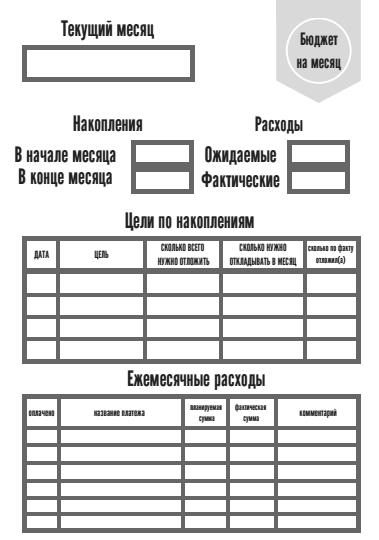 Текущий месяц
Бюджет
на месяц
Накопления
Расходы
В начале месяца
Ожидаемые
В конце месяца
Фактические
Цели по накоплениям
ДАТА
ЦЕЛЬ
СКОЛЬКО ВСЕГО
НУЖНО ОТЛОЖИТЬ
СКОЛЬКО НУЖНО
ОТКЛАДЫВАТЬ В МЕСЯЦ
сколько по факту
отложил(а)
Ежемесячные расходы
оплачено
название платежа
планируемая
сумма
фактическая
сумма
комментарий